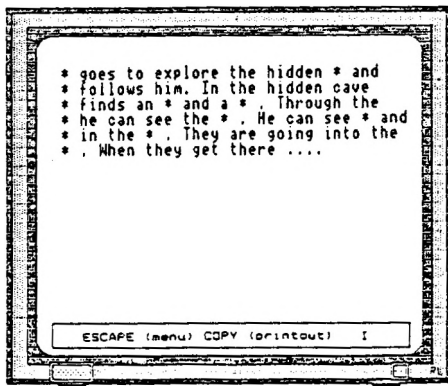 * goes to explore the hidden * and
* follows him. In the hidden cave
* finds an * and a * . Through the
* he can see the * . He can see * and
* in the * . They are going into the
* . When they get there ....
ESCAPE (menu) COPY (printout) I